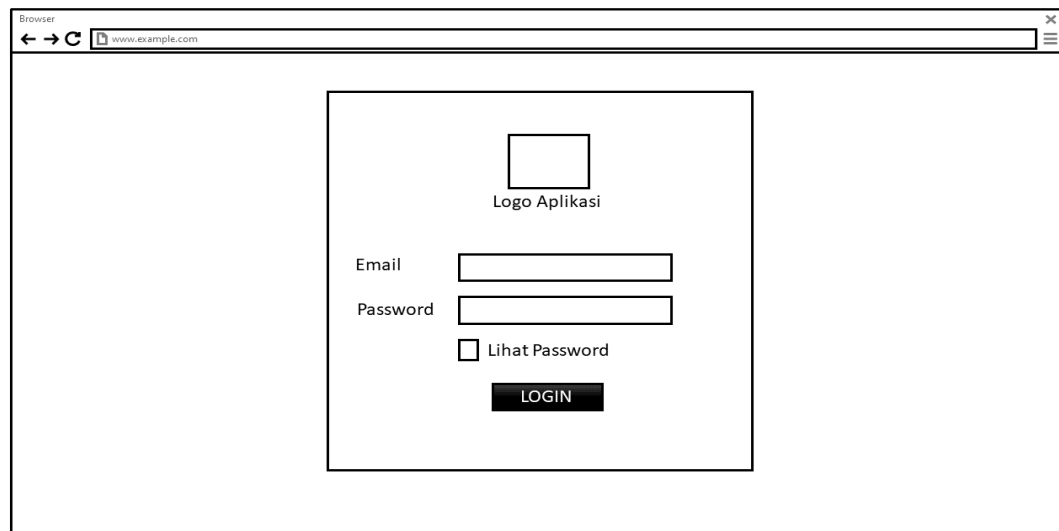 Browser
www.example.com
Logo Aplikasi
Email
Password
Lihat Password
LOGIN